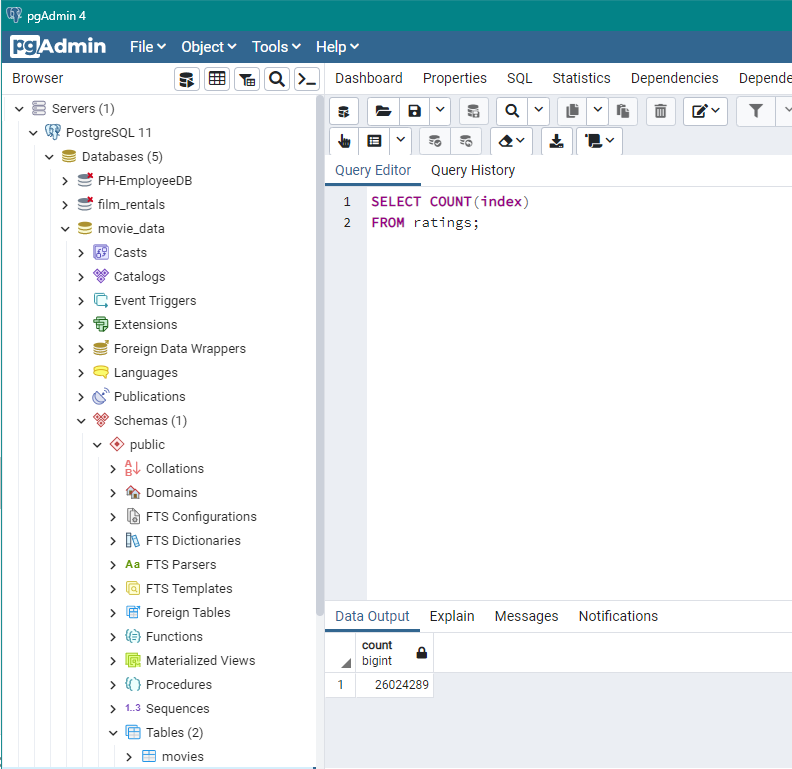 pgAdmin 4
pgAdmin File Object Tools Help
Browser
Dashboard Properties SQL Statistics Dependencies Depende
Servers (1)
PostgreSQL 11
Databases (5)
PH-EmployeeDB
film_rentals
movie_data
Casts
Catalogs
Event Triggers
Extensions
Foreign Data Wrappers
Languages
Publications
Schemas (1)
public
Collations
Domains
FTS Configurations
FTS Dictionaries
Aa FTS Parsers
FTS Templates
Foreign Tables
Functions
Materialized Views
Procedures
1..3 Sequences
Tables (2)
movies
Query Editor Query History
1 SELECT COUNT(index)
2 FROM ratings;
Data Output Explain Messages Notifications
count
bigint
1 26024289